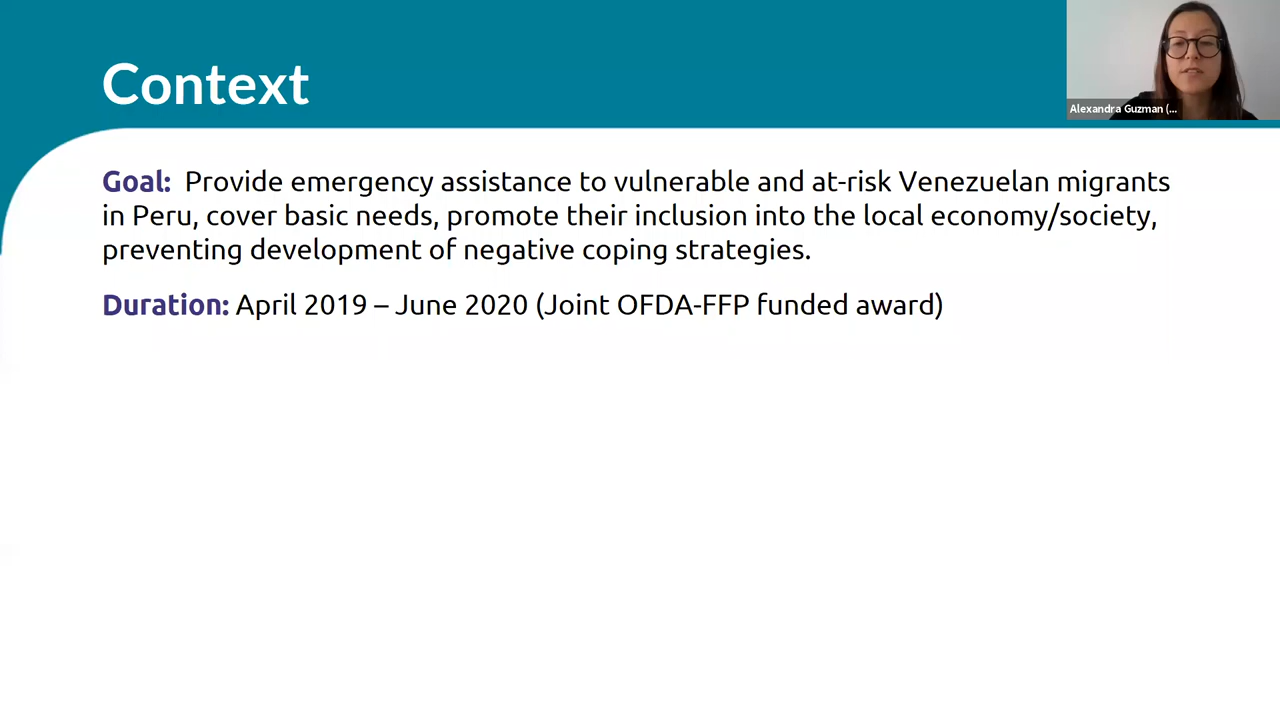 Context
Alexandra Guzman (...
Goal: Provide emergency assistance to vulnerable and at-risk Venezuelan migrants
in Peru, cover basic needs, promote their inclusion into the local economy/society,
preventing development of negative coping strategies.
Duration: April 2019 – June 2020 (Joint OFDA-FFP funded award)